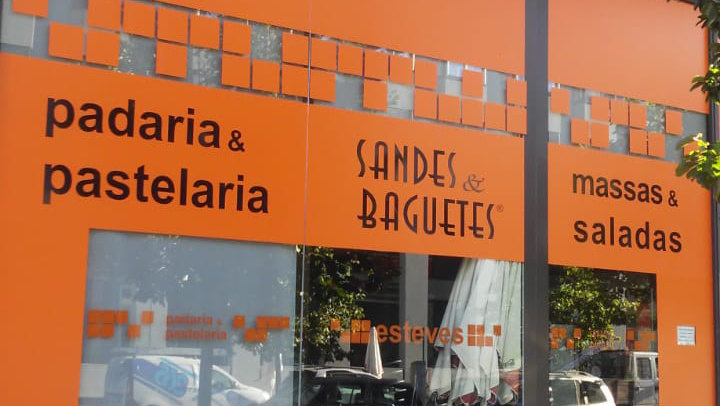 padaria &
pastelaria
SANDES &
BAGUETES®
massas &
saladas
padaria &
pastelaria
esteves